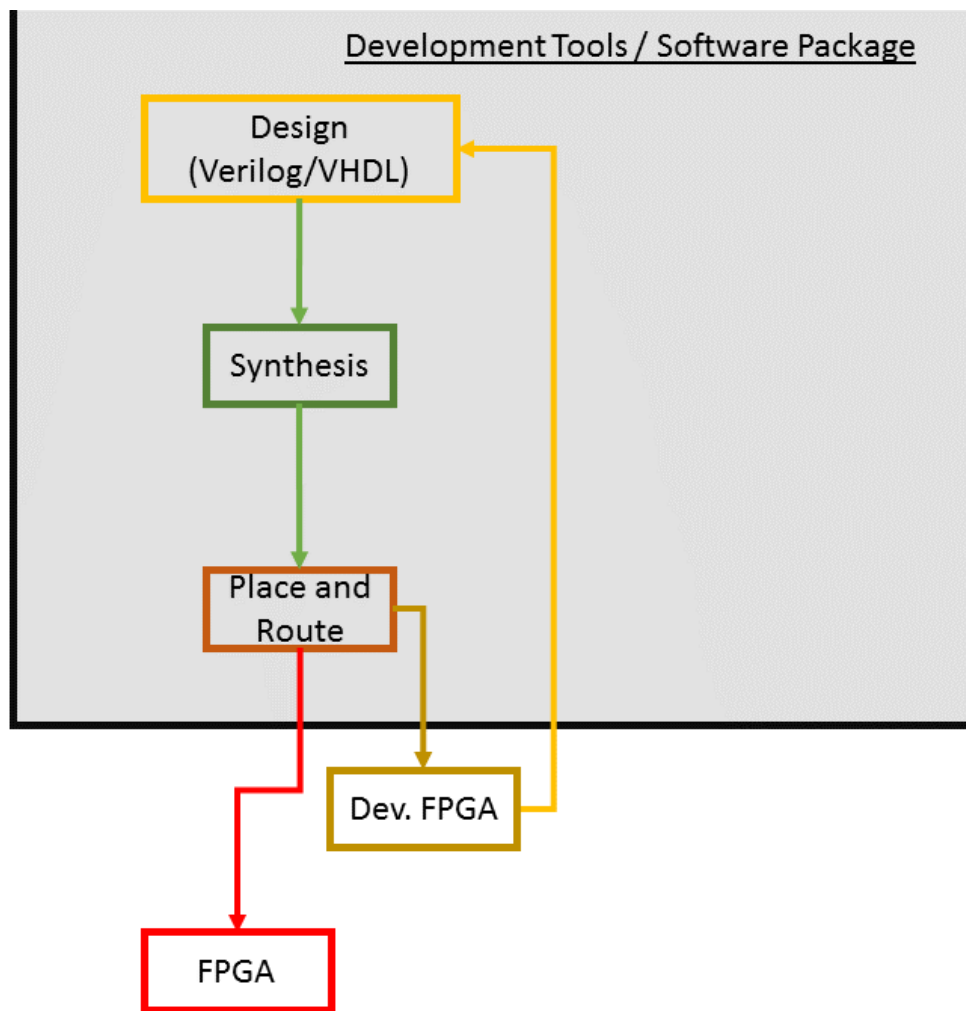 Development Tools / Software Package
Design
(Verilog/VHDL)
Synthesis
Place and
Route
Dev. FPGA
FPGA